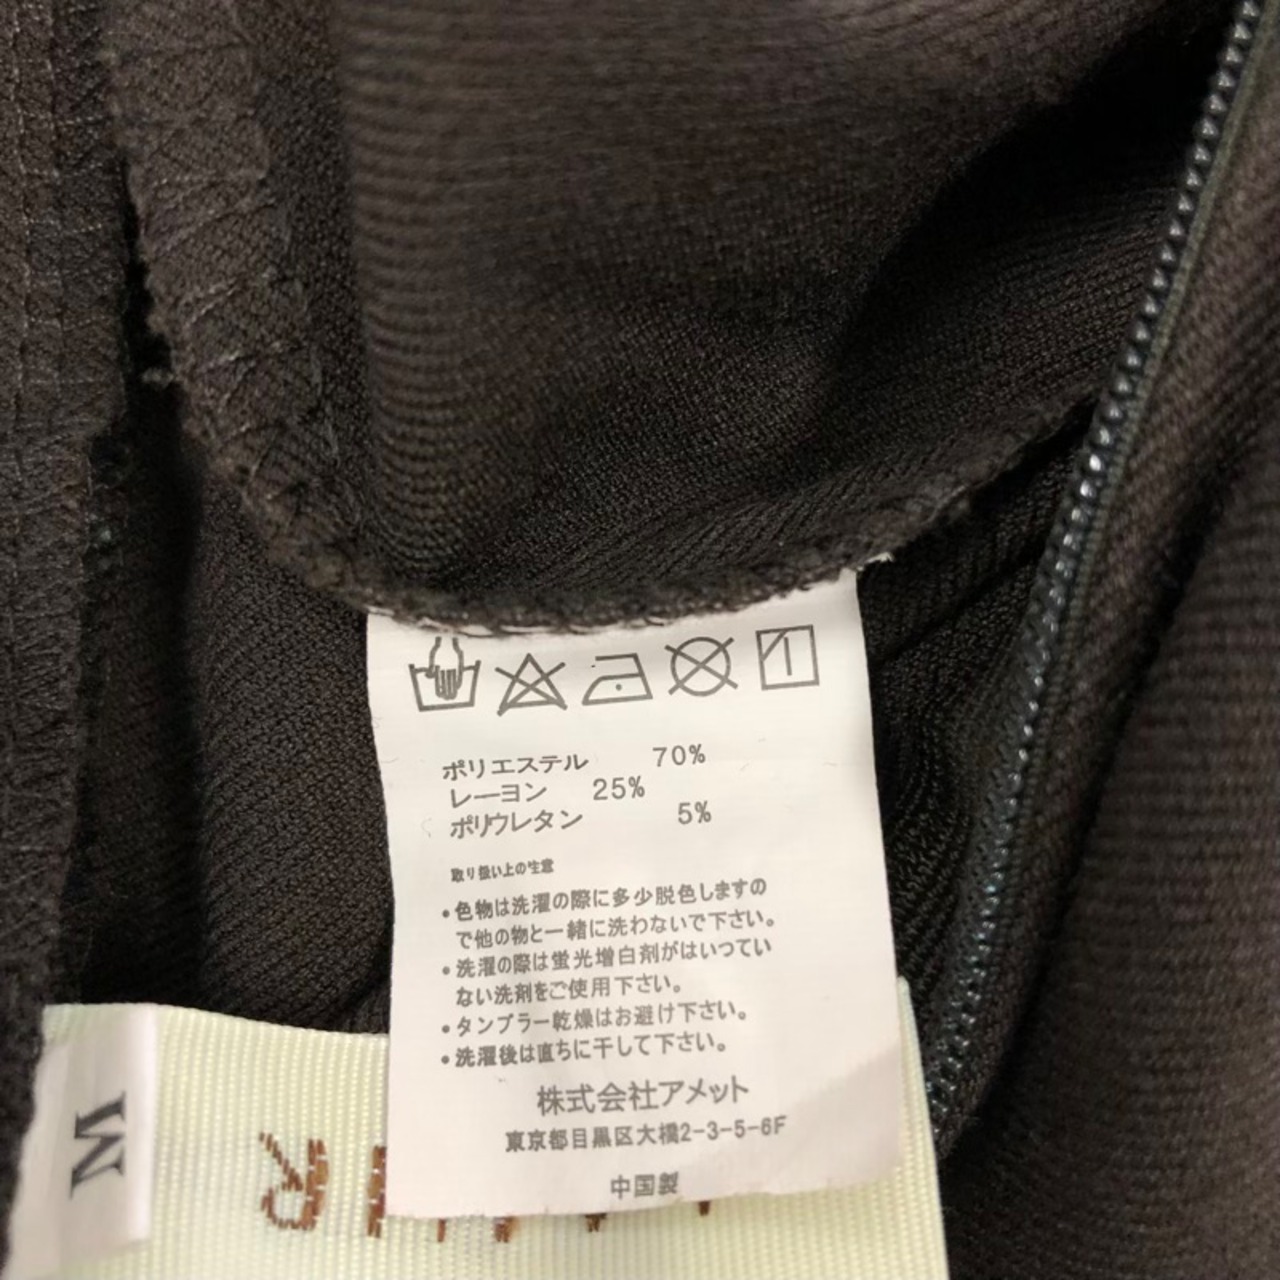 ポリエステル 70%
レーヨン 25%
ポリウレタン 5%
取り扱い上の注意
•色物は洗濯の際に多少脱色しますの
で他の物と一緒に洗わないで下さい。
•洗濯の際は蛍光増白剤がはいってい
ない洗剤をご使用下さい。
•タンブラー乾燥はお避け下さい。
•洗濯後は直ちに干して下さい。
株式会社アメット
東京都目黒区大橋2-3-5-6F
中国製
M
R